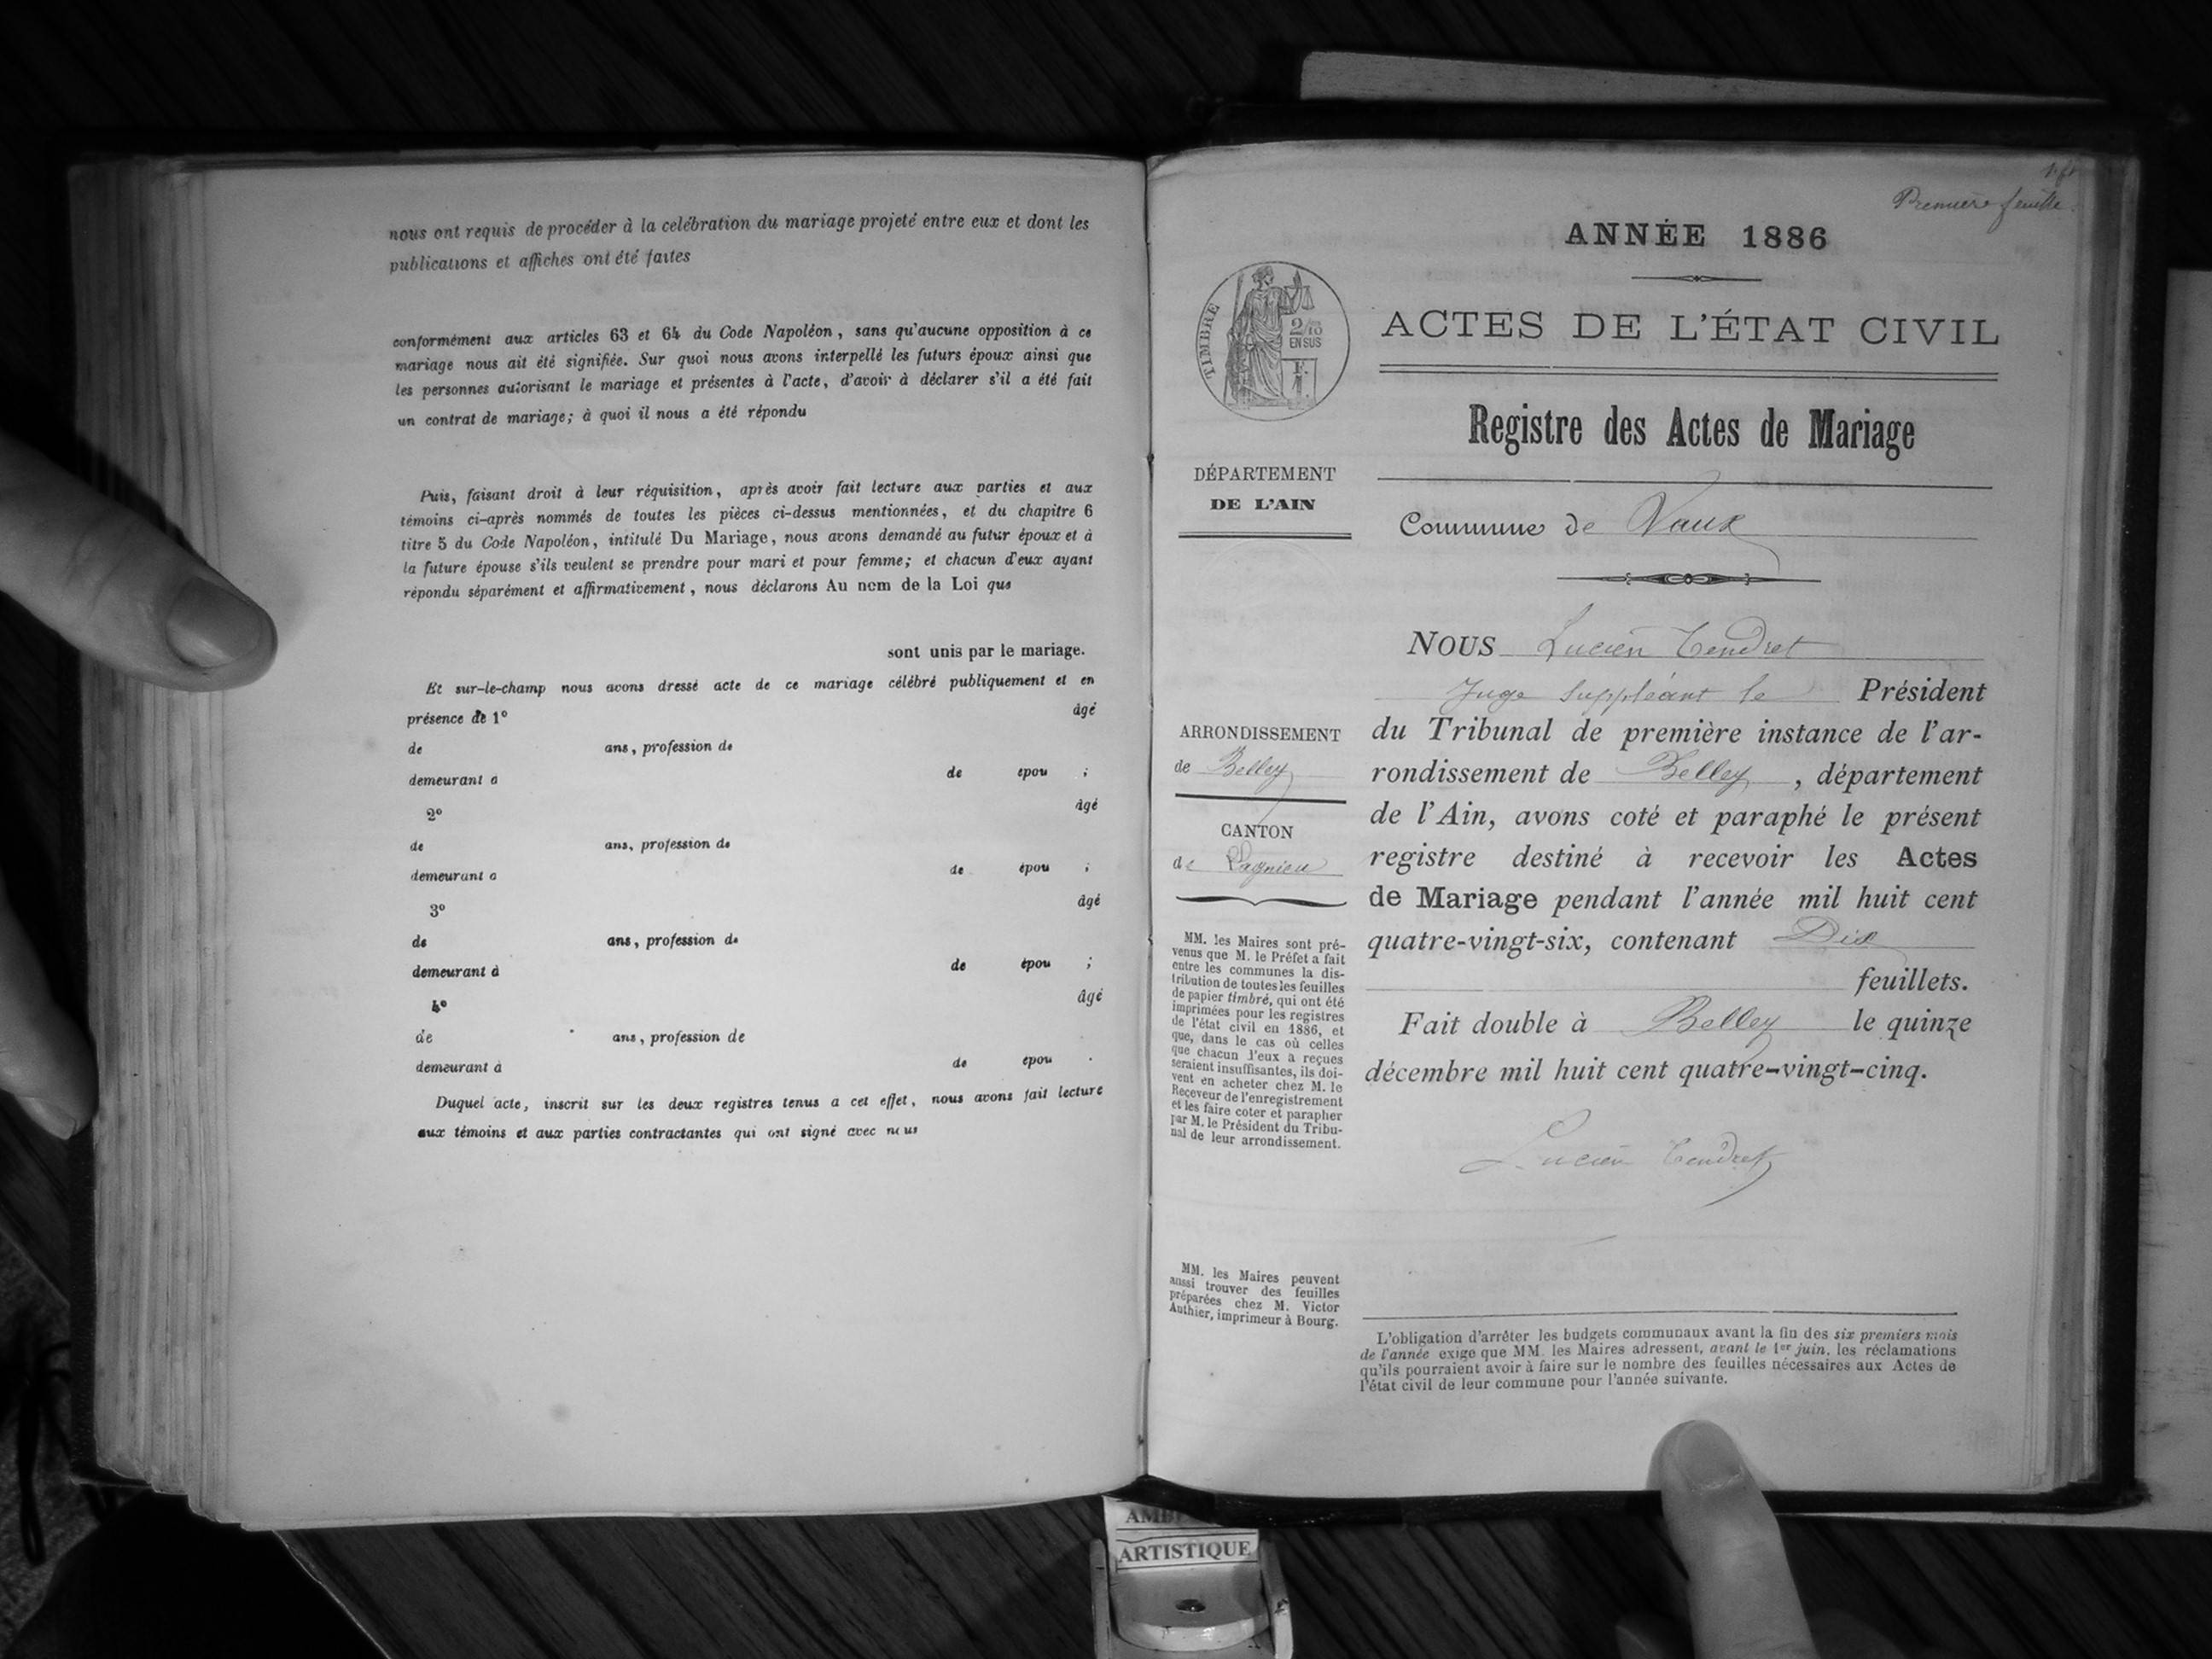 nous ont requis de procéder à la celébration du mariage projeté entre eux et dont les
publications et affiches ont été faites
conformément aux articles 63 et 64 du Code Napoléon, sans qu'aucune opposition à ce
mariage nous ait été signifiée. Sur quoi nous avons interpellé les futurs époux ainsi que
les personnes autorisant le mariage et présentes à l'acte, d'avoir à déclarer s'il a été fait
un contrat de mariage; à quoi il nous a été répondu
Puis, faisant droit à leur réquisition, après avoir fait lecture aux parties et aux
témoins ci-après nommés de toutes les pièces ci-dessus mentionnées, et du chapitre 6
titre 5 du Code Napoléon, intitulé Du Mariage, nous avons demandé au futur époux et à
la future épouse s'ils veulent se prendre pour mari et pour femme; et chacun d'eux ayant
répondu séparément et affirmativement, nous déclarons Au nom de la Loi que
sont unis par le mariage.
Et sur-le-champ nous avons dressé acte de ce mariage célébré publiquement et en
présence de 1° âgé
de ans, profession de
demeurant à de épou ;
2° âgé
de ans, profession de
demeurant à de épou ;
3° âgé
de ans, profession de
demeurant à de épou ;
4° âgé
de ans, profession de
demeurant à de épou .
Duquel acte, inscrit sur les deux registres tenus a cet effet, nous avons fait lecture
aux témoins et aux parties contractantes qui ont signé avec nous
Première feuille.
ANNÉE 1886
ACTES DE L'ÉTAT CIVIL
TIMBRE
2/10
EN SUS
Registre des Actes de Mariage
DÉPARTEMENT
DE L'AIN
Commune de Vaux
NOUS Lucien Tendret
Juge suppléant le Président
du Tribunal de première instance de l'ar-
rondissement de Belley, département
de l'Ain, avons coté et paraphé le présent
registre destiné à recevoir les Actes
de Mariage pendant l'année mil huit cent
quatre-vingt-six, contenant Dix
feuillets.
Fait double à Belley le quinze
décembre mil huit cent quatre-vingt-cinq.
Lucien Tendret
ARRONDISSEMENT
de Belley
CANTON
de Lagnieu
MM. les Maires sont pré-
venus que M. le Préfet a fait
entre les communes la dis-
tribution de toutes les feuilles
de papier timbré, qui ont été
imprimées pour les registres
de l'état civil en 1886, et
que, dans le cas où celles
que chacun d'eux a reçues
seraient insuffisantes, ils doi-
vent en acheter chez M. le
Receveur de l'enregistrement
et les faire coter et parapher
par M. le Président du Tribu-
nal de leur arrondissement.
MM. les Maires peuvent
aussi trouver des feuilles
préparées chez M. Victor
Authier, imprimeur à Bourg.
L'obligation d'arrêter les budgets communaux avant la fin des six premiers mois
de l'année exige que MM. les Maires adressent, avant le 1er juin, les réclamations
qu'ils pourraient avoir à faire sur le nombre des feuilles nécessaires aux Actes de
l'état civil de leur commune pour l'année suivante.
ARTISTIQUE